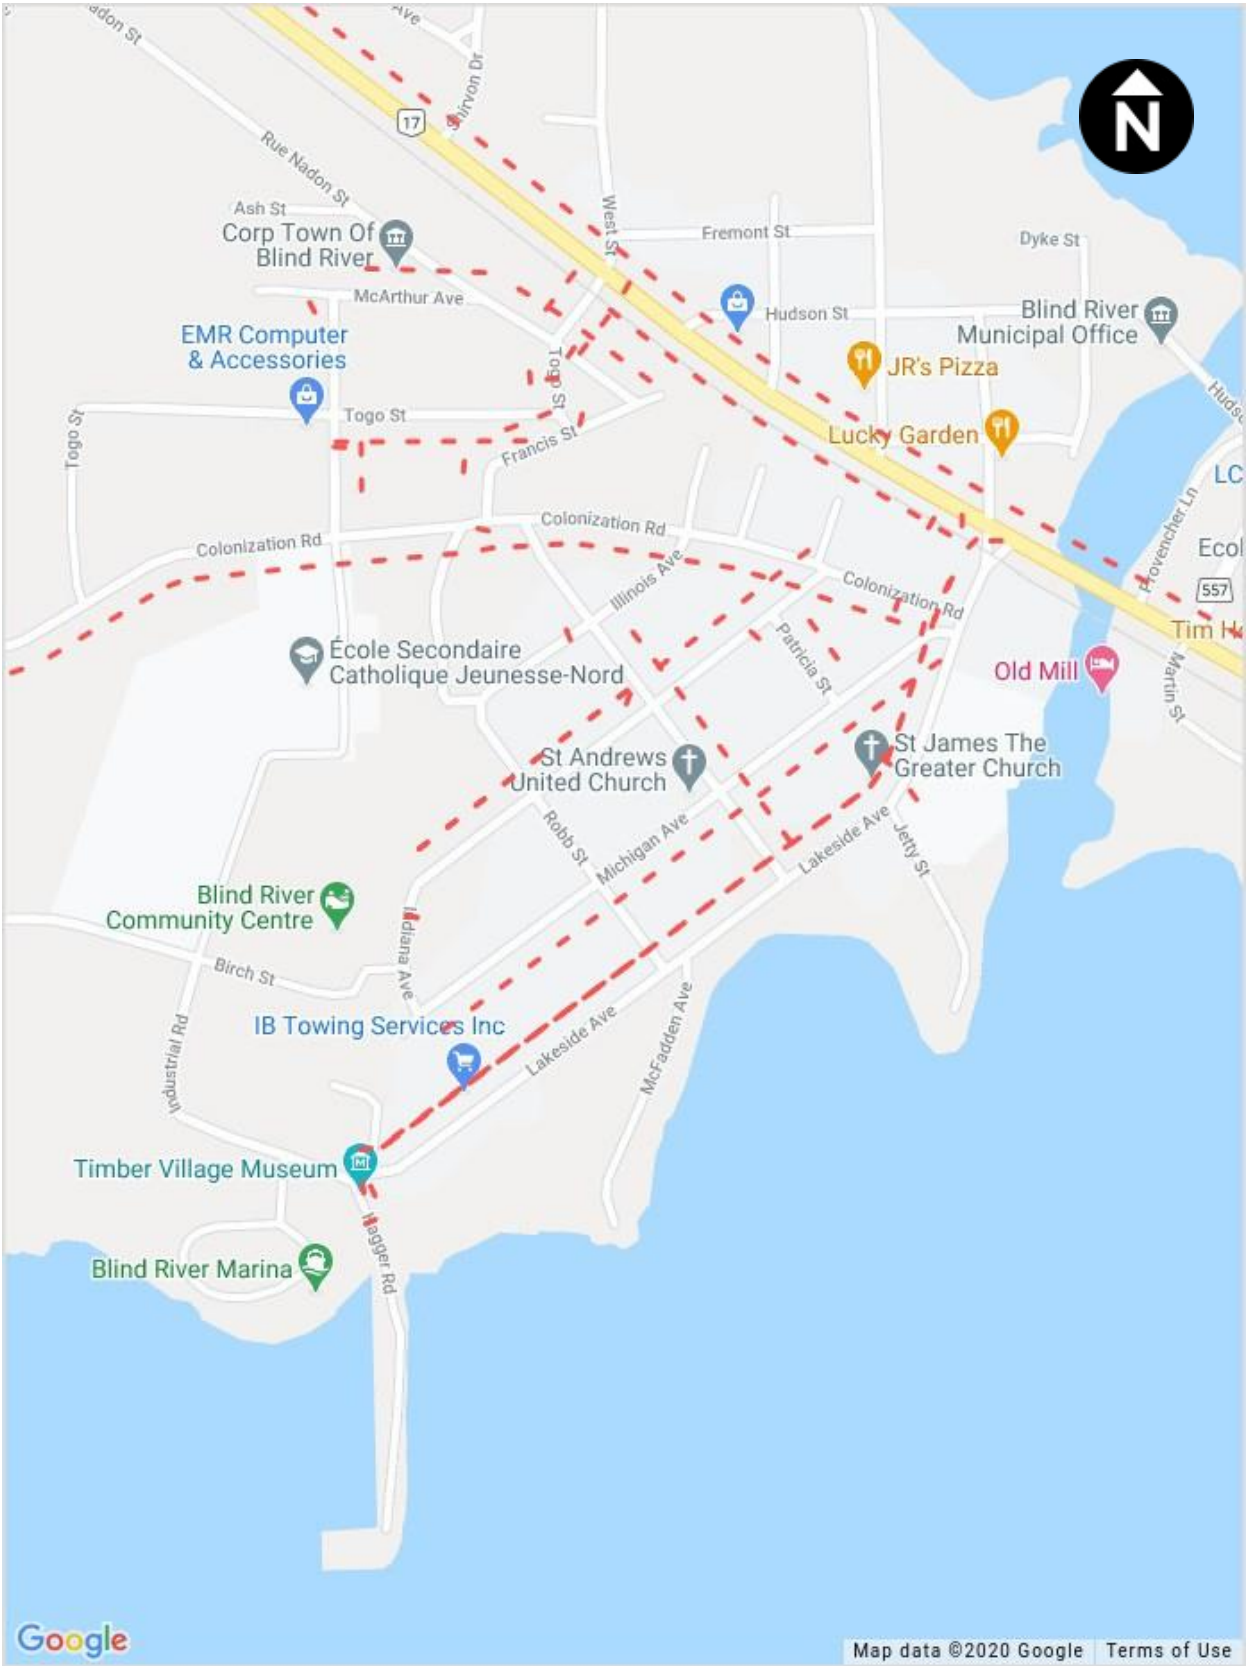 Ave
adon St
Shirvon Dr
17
N
Rue Nadon St
Ash St
Corp Town Of
Blind River
West St
Fremont St
Dyke St
McArthur Ave
Hudson St
Blind River
Municipal Office
EMR Computer
& Accessories
JR's Pizza
Togo St
Hudso
Togo St
Togo St
Lucky Garden
Francis St
LC
Provencher Ln
Colonization Rd
Colonization Rd
Ecol
557
Illinois Ave
Colonization Rd
Tim Ho
École Secondaire
Catholique Jeunesse-Nord
Patricia St
Old Mill
Martin St
St Andrews
United Church
St James The
Greater Church
Robb St
Michigan Ave
Lakeside Ave
Jetty St
Blind River
Community Centre
Indiana Ave
Birch St
IB Towing Services Inc
Lakeside Ave
McFadden Ave
Industrial Rd
Timber Village Museum
Hagger Rd
Blind River Marina
Google
Map data ©2020 Google
Terms of Use